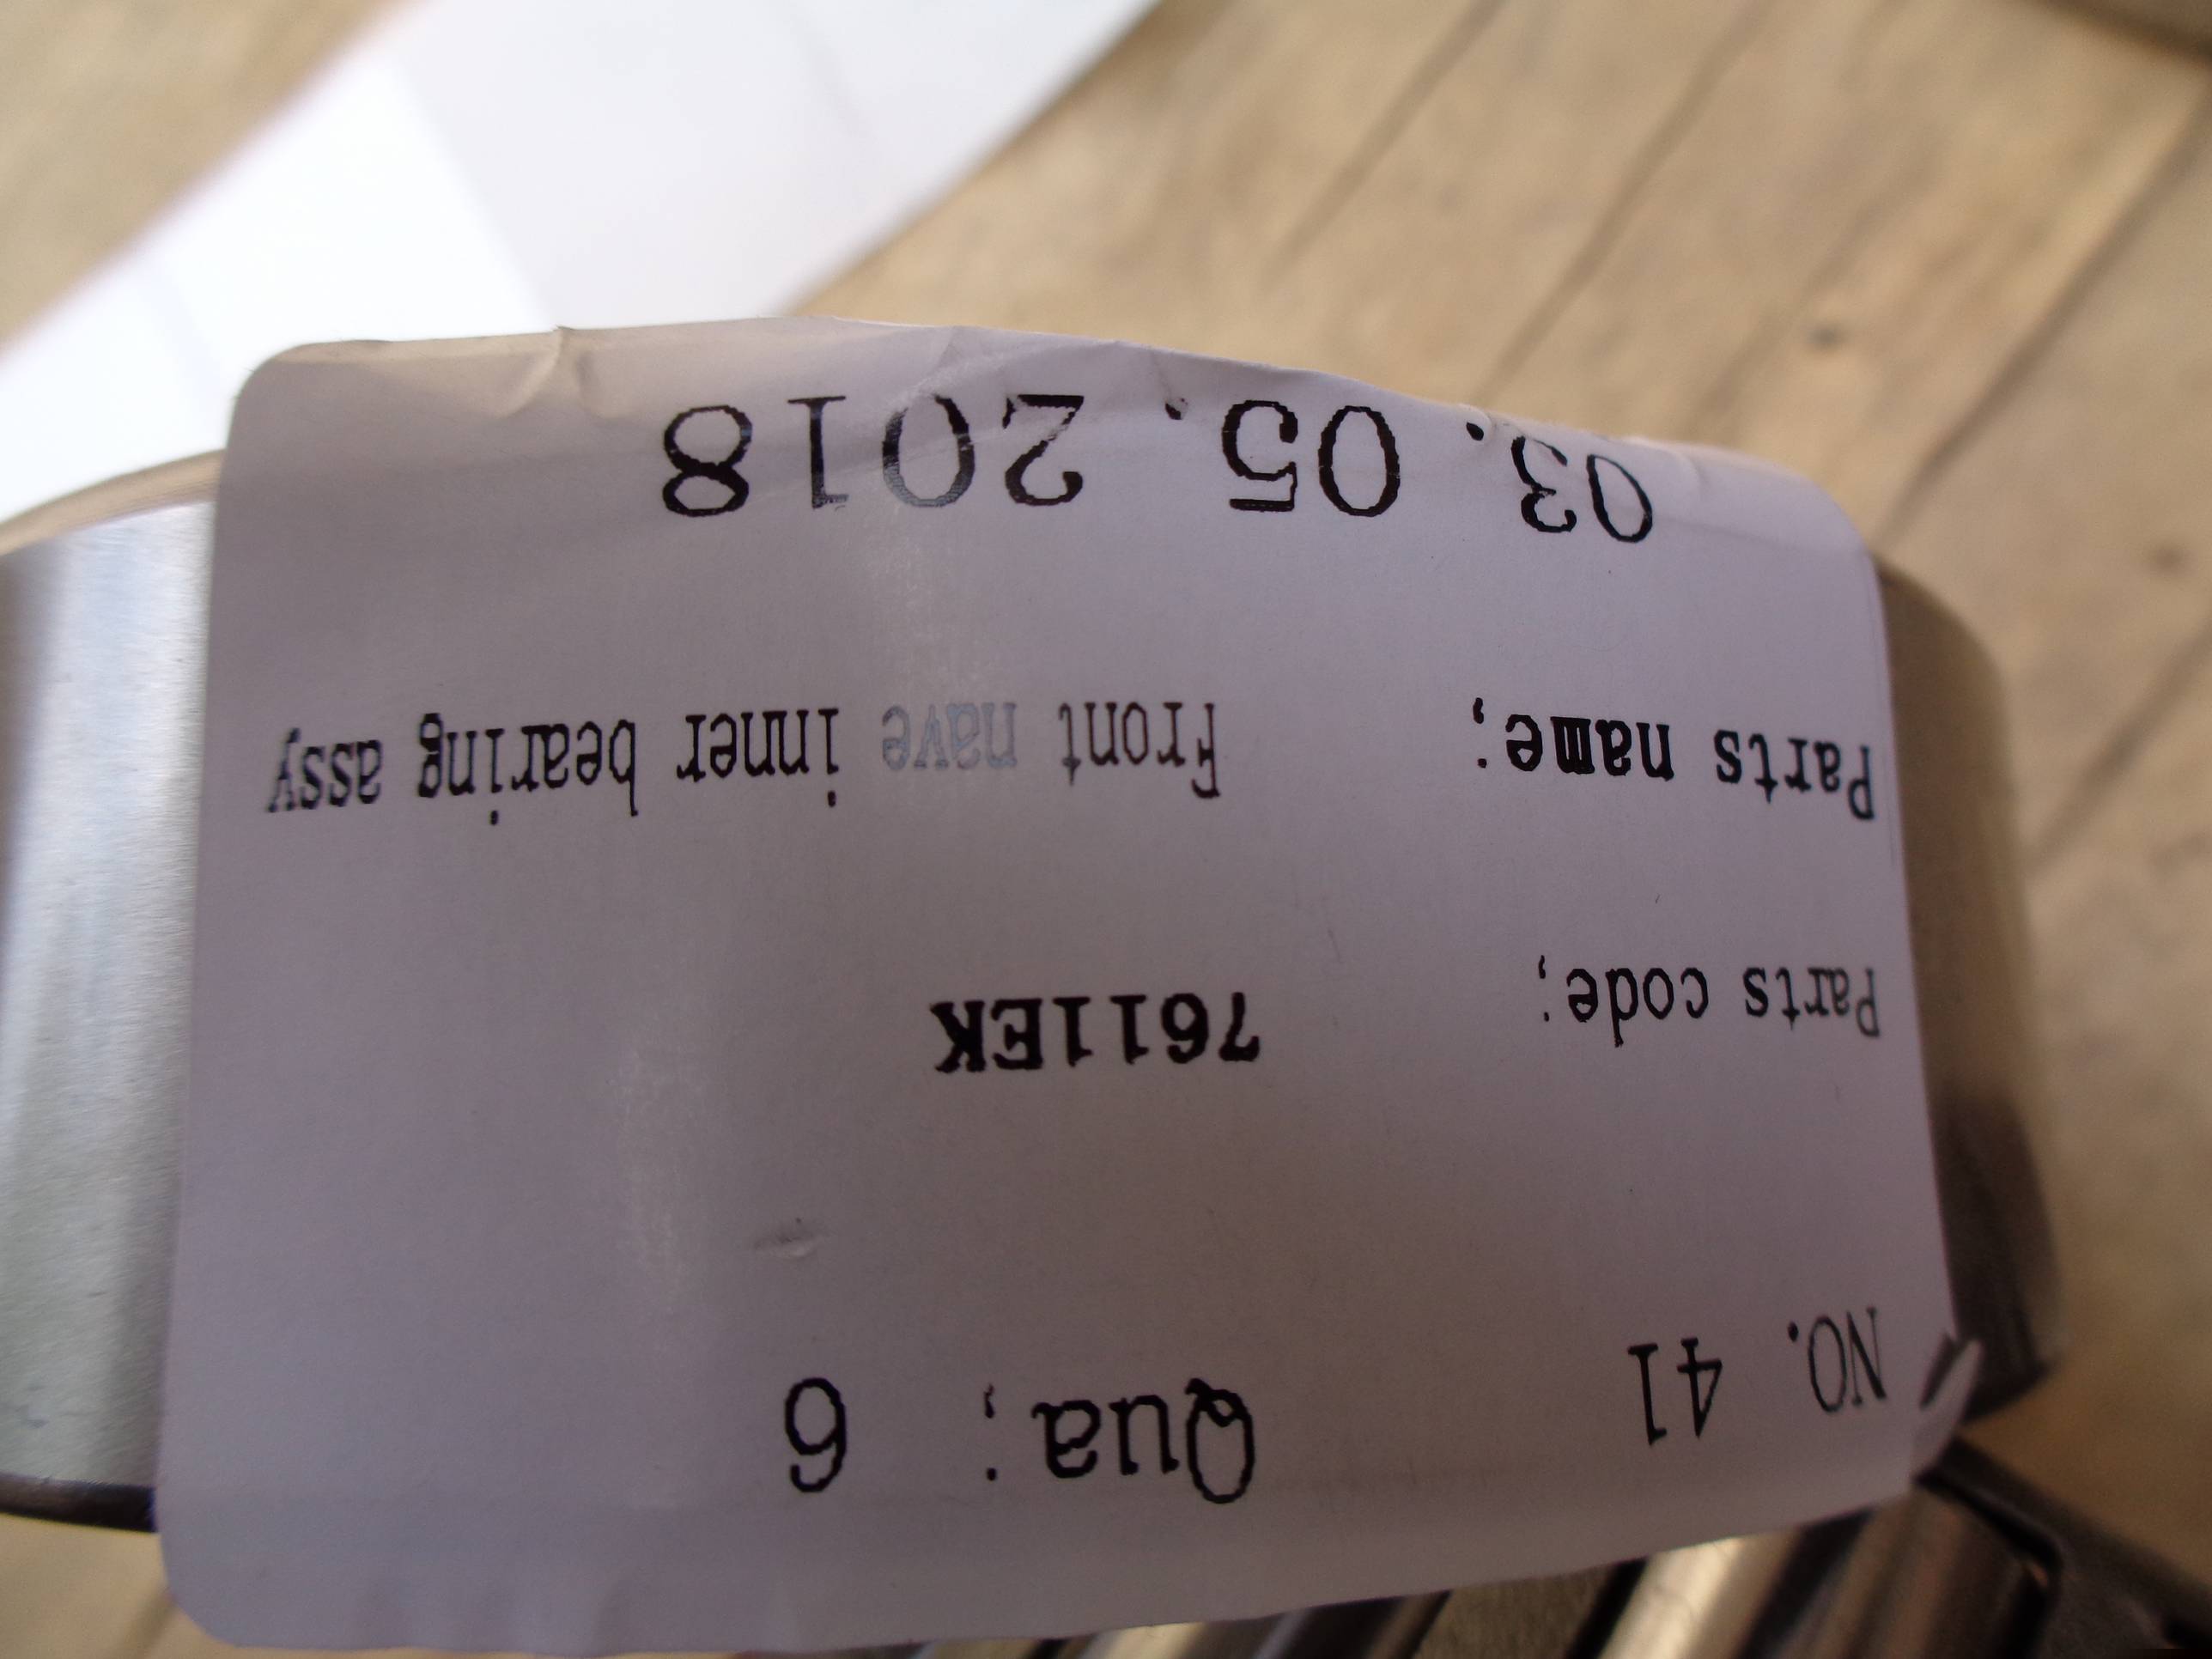 NO. 41 Qua; 6
Parts code; 7611EK
Parts name; Front nave inner bearing assy
03. 05. 2018